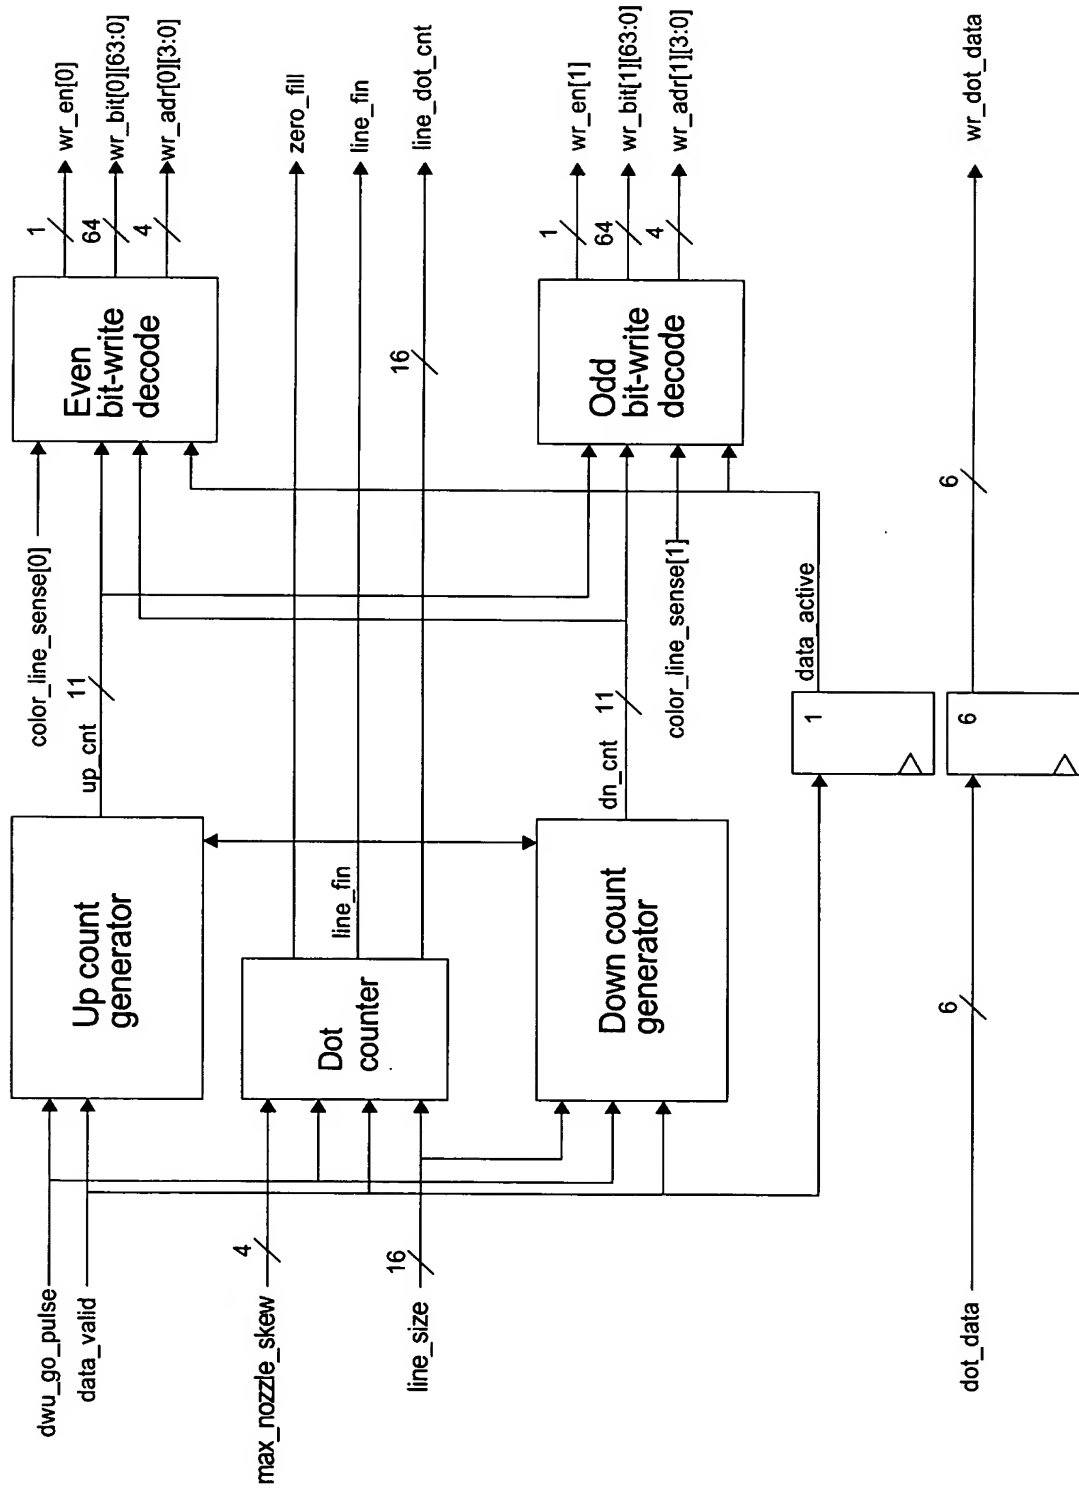 dwu_go_pulse
data_valid
max_nozzle_skew
4
line_size
16
dot_data
6
Up count
generator
Dot
counter
Down count
generator
up_cnt
11
color_line_sense[0]
line_fin
dn_cnt
11
color_line_sense[1]
1
data_active
6
Even
bit-write
decode
Odd
bit-write
decode
1
wr_en[0]
64
wr_bit[0][63:0]
4
wr_adr[0][3:0]
zero_fill
line_fin
16
line_dot_cnt
1
wr_en[1]
64
wr_bit[1][63:0]
4
wr_adr[1][3:0]
6
wr_dot_data